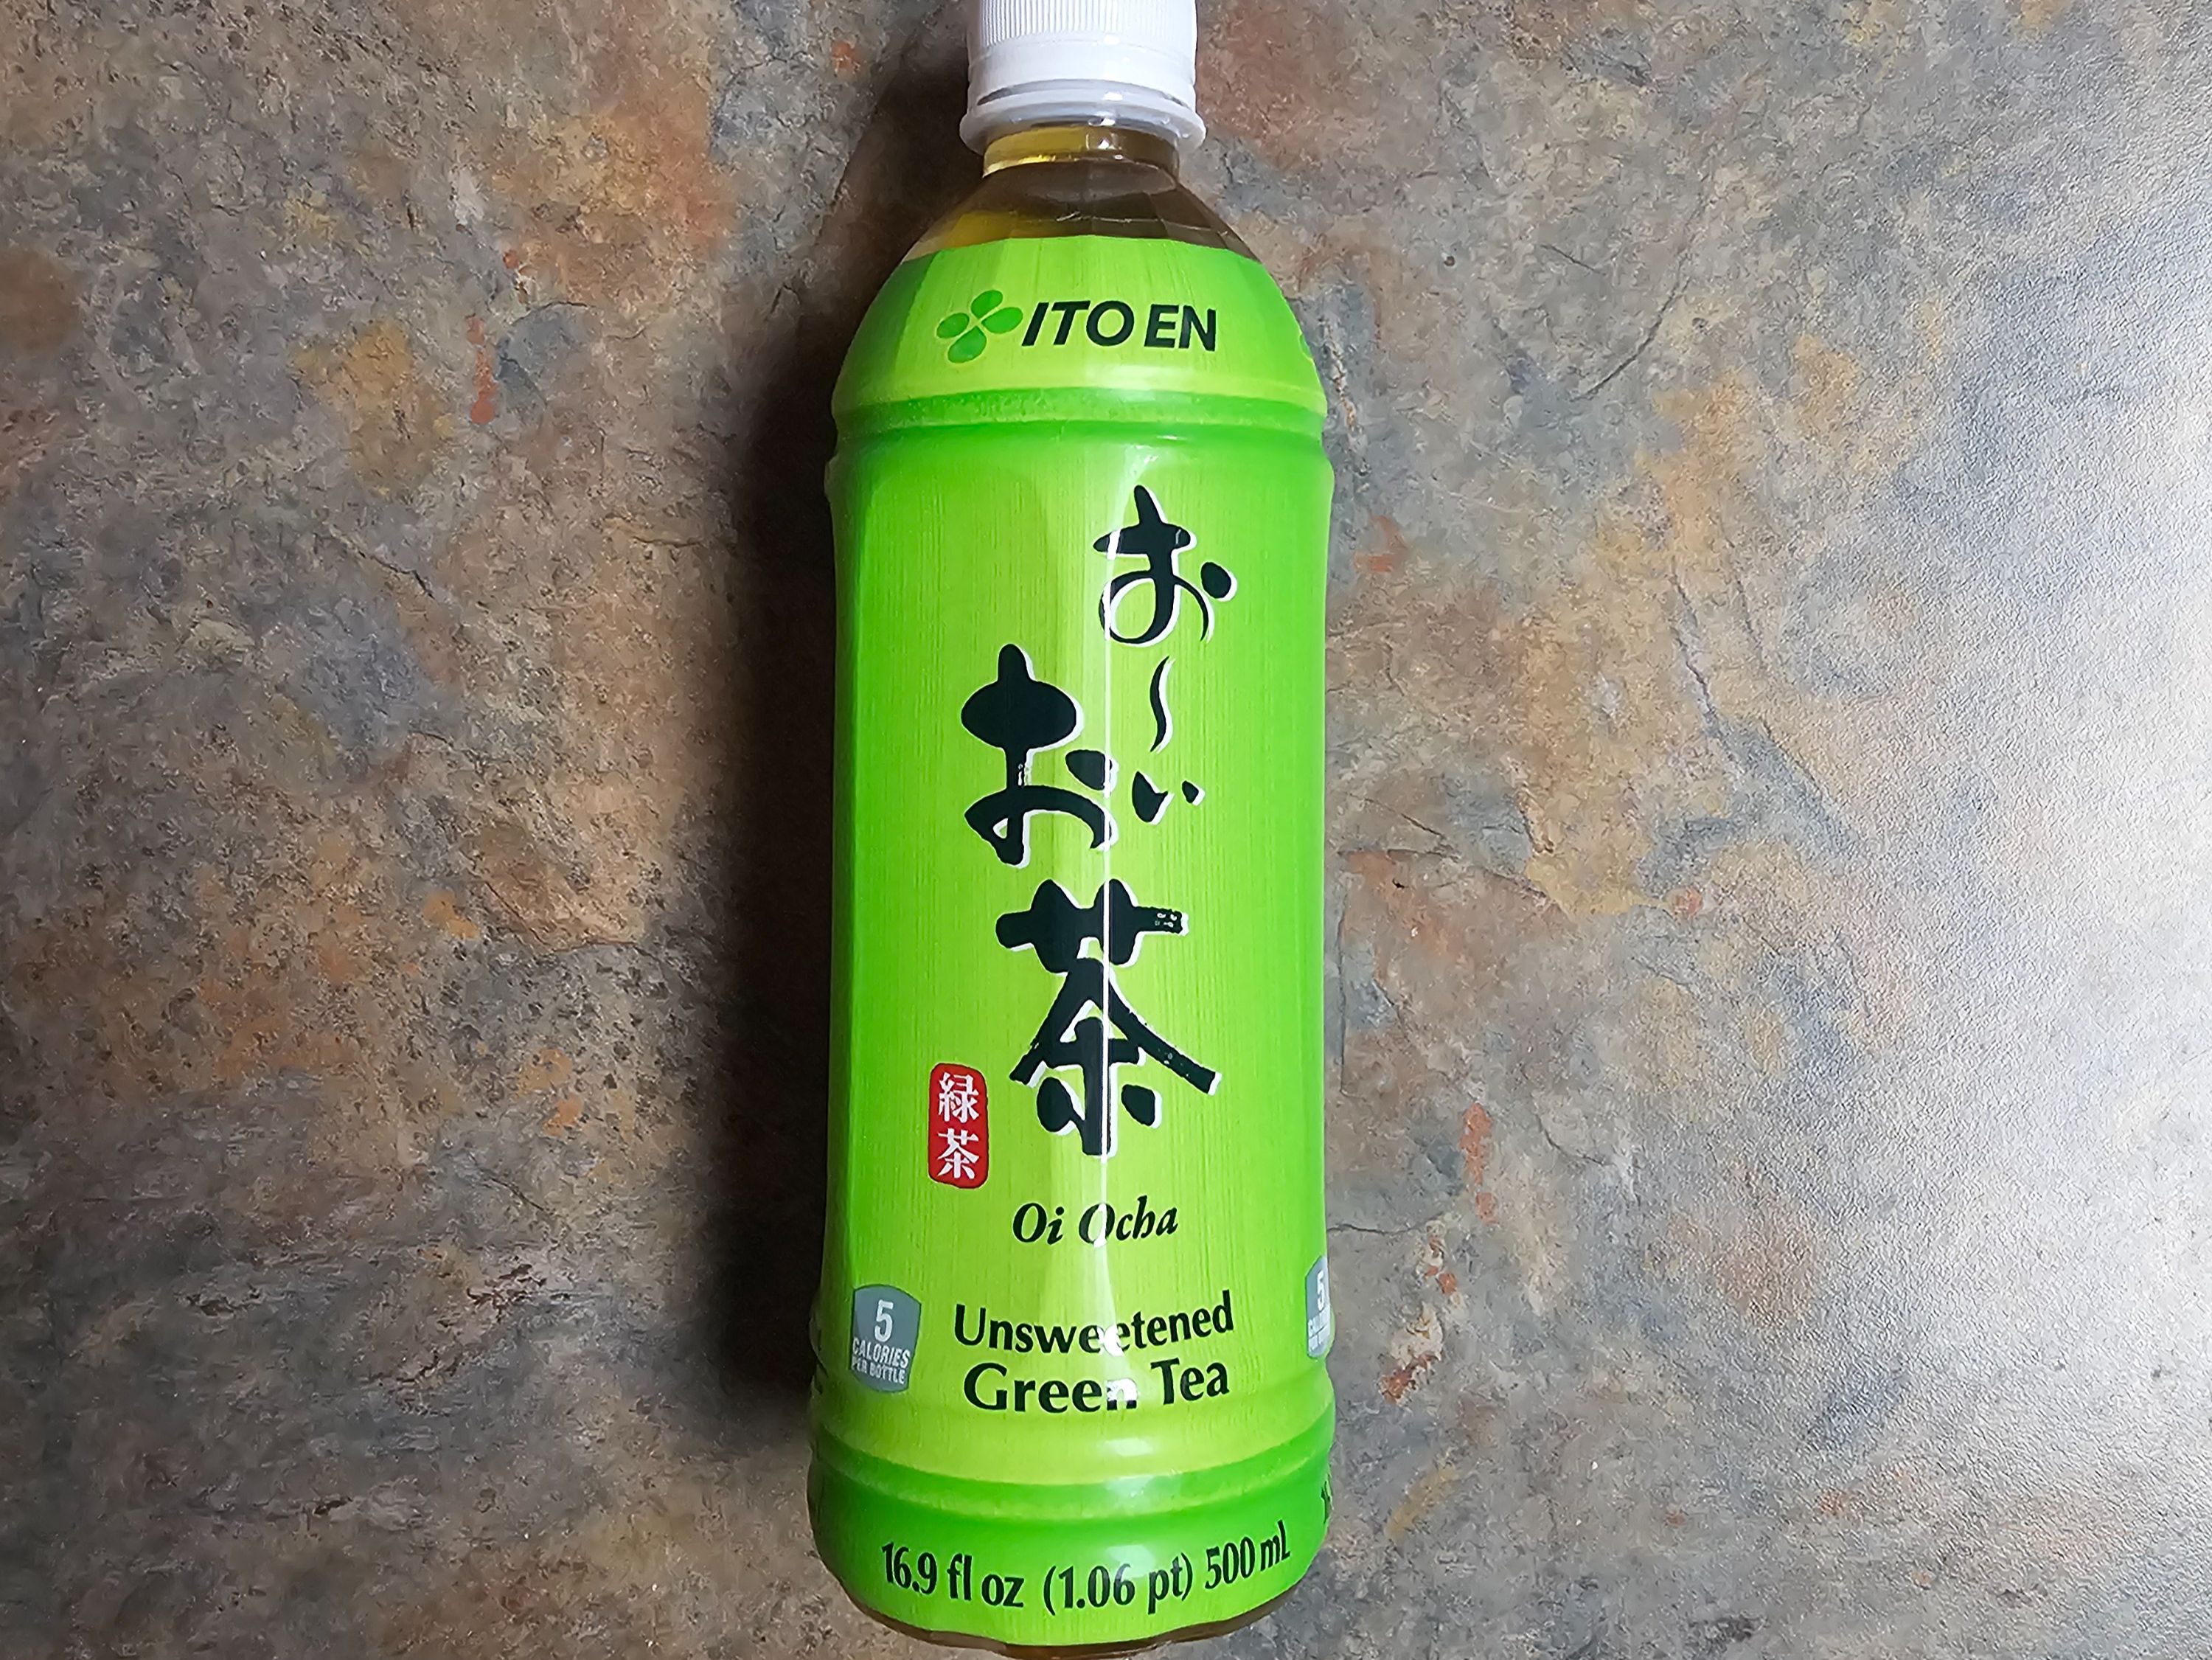 ITO EN
お〜い
お茶
緑茶
Oi Ocha
5
CALORIES
PER BOTTLE
Unsweetened
Green Tea
16.9 fl oz (1.06 pt) 500 mL
5